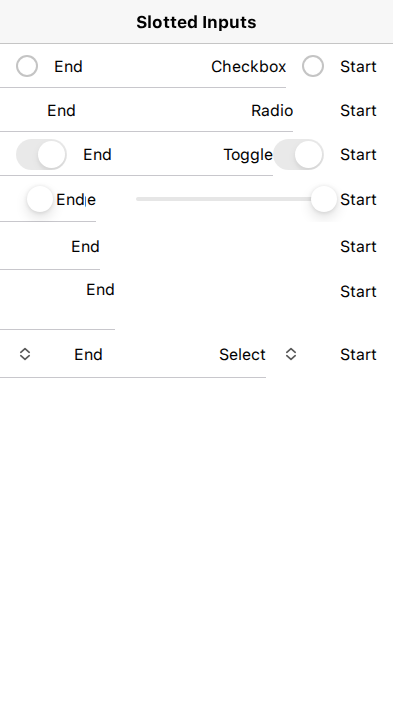 Slotted Inputs
End Checkbox Start
End Radio Start
End Toggle Start
End e Start
End Start
End Start
End Select Start